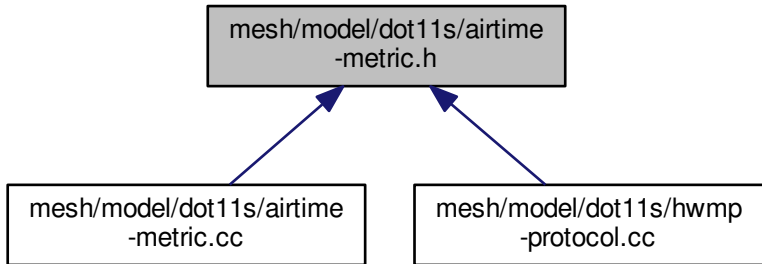 mesh/model/dot11s/airtime
-metric.h
mesh/model/dot11s/airtime
-metric.cc
mesh/model/dot11s/hwmp
-protocol.cc